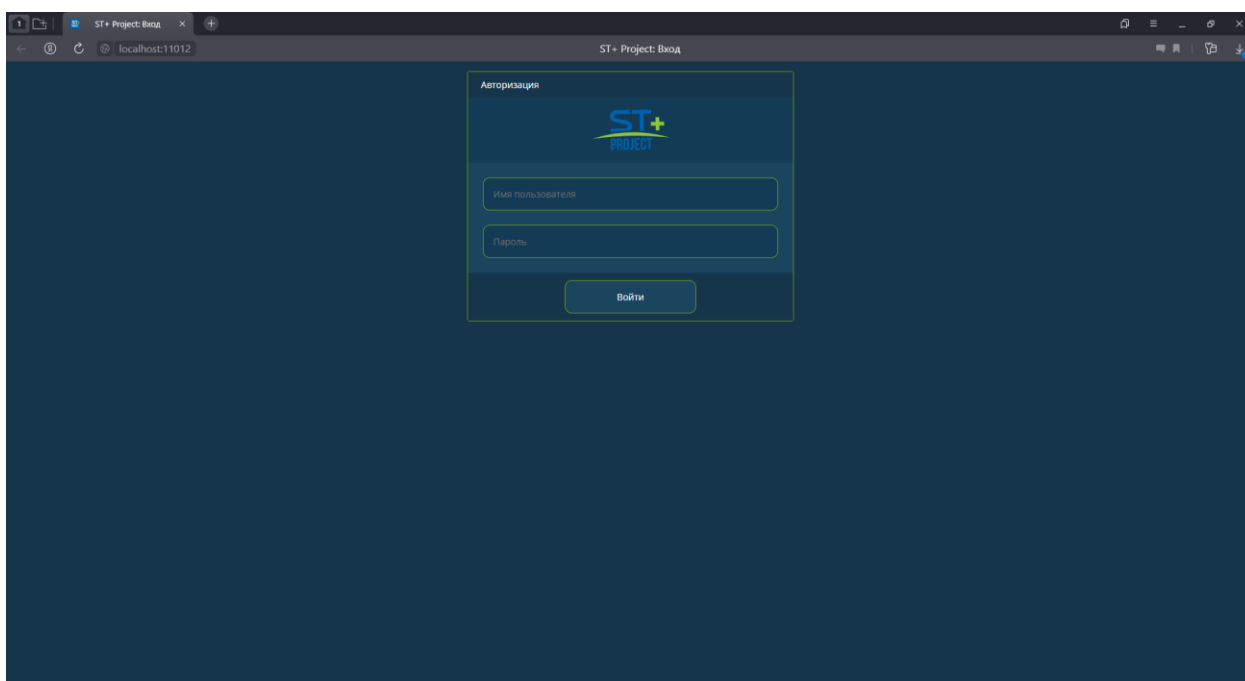 1
ST+ Project: Вход
localhost:11012
ST+ Project: Вход
Авторизация
ST+
PROJECT
Имя пользователя
Пароль
Войти